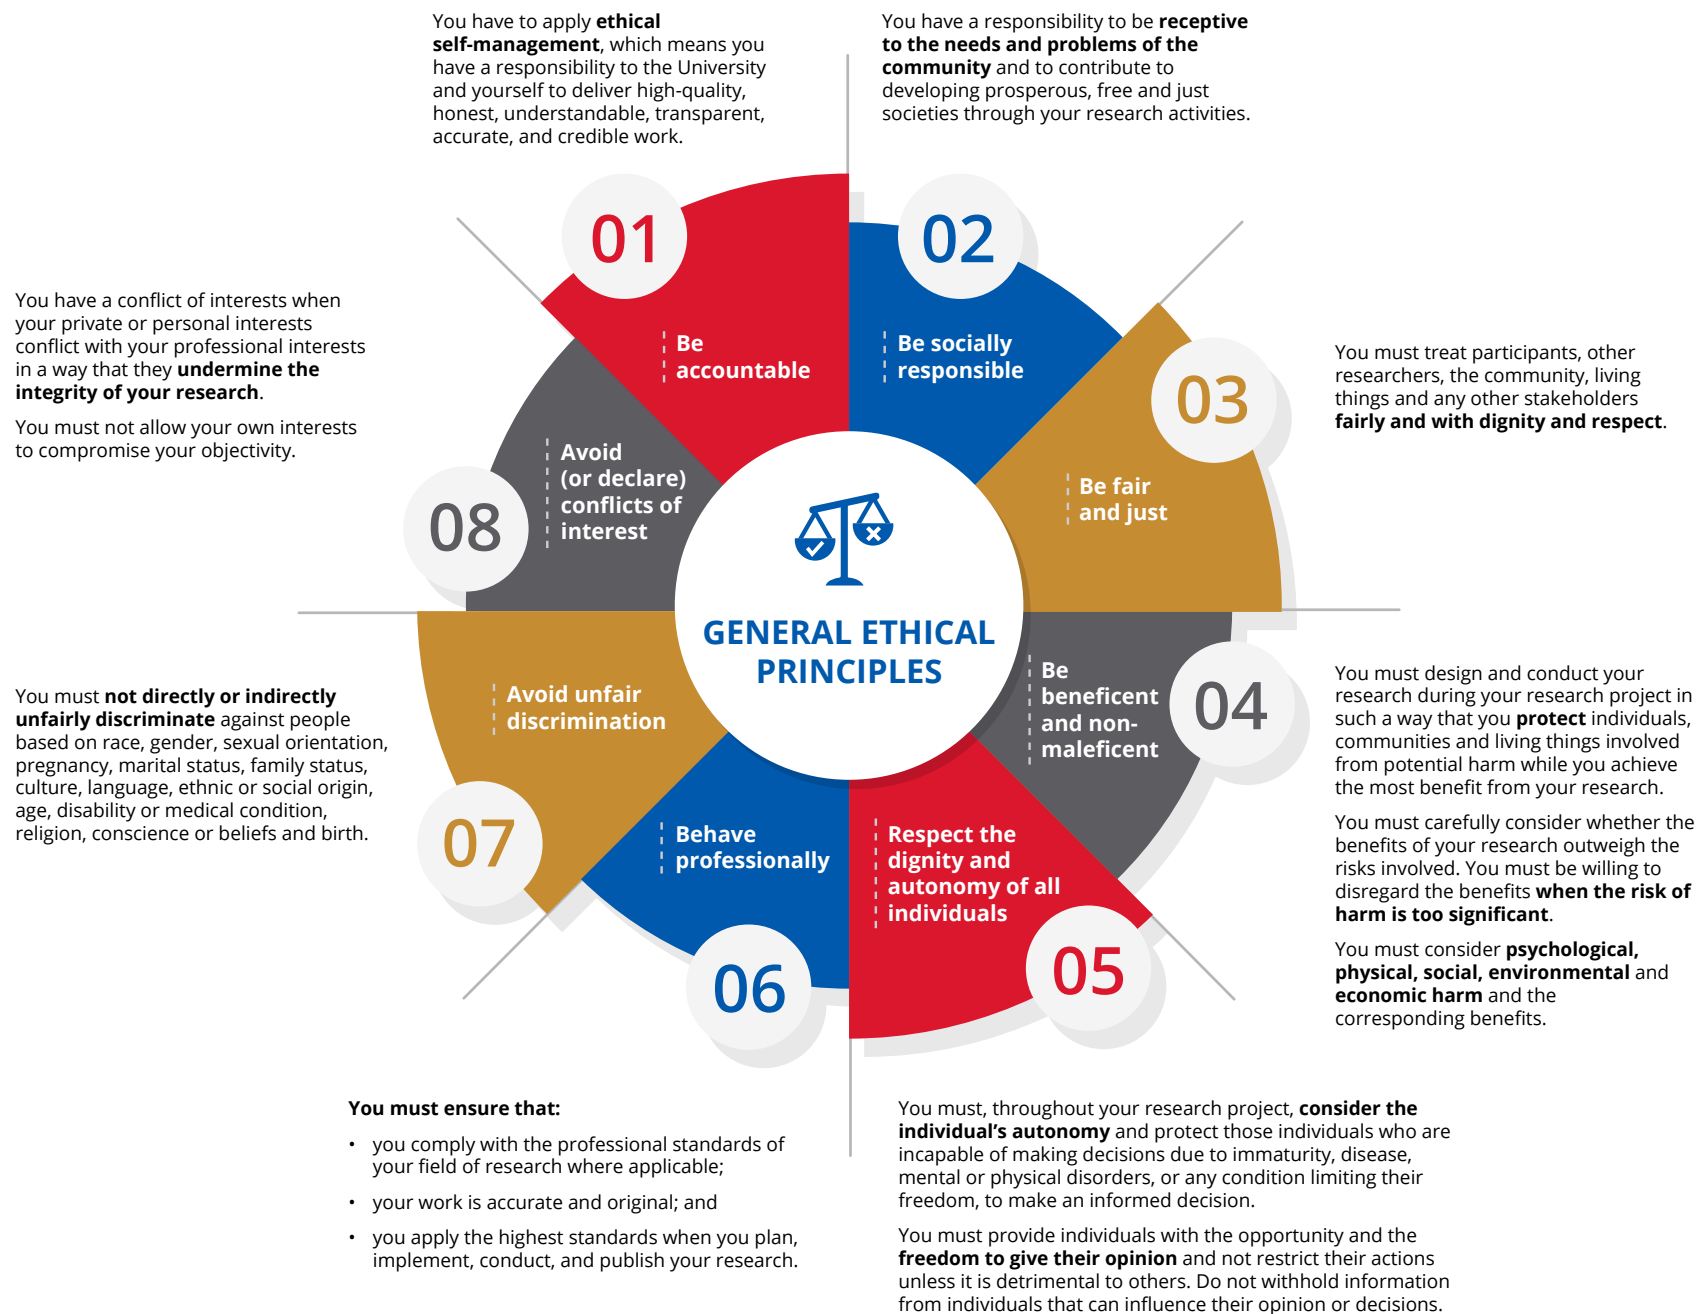 You have to apply ethical
self-management, which means you
have a responsibility to the University
and yourself to deliver high-quality,
honest, understandable, transparent,
accurate, and credible work.
You have a responsibility to be receptive
to the needs and problems of the
community and to contribute to
developing prosperous, free and just
societies through your research activities.
01
Be
accountable
02
Be socially
responsible
You have a conflict of interests when
your private or personal interests
conflict with your professional interests
in a way that they undermine the
integrity of your research.
You must not allow your own interests
to compromise your objectivity.
08
Avoid
(or declare)
conflicts of
interest
03
Be fair
and just
You must treat participants, other
researchers, the community, living
things and any other stakeholders
fairly and with dignity and respect.
GENERAL ETHICAL
PRINCIPLES
You must not directly or indirectly
unfairly discriminate against people
based on race, gender, sexual orientation,
pregnancy, marital status, family status,
culture, language, ethnic or social origin,
age, disability or medical condition,
religion, conscience or beliefs and birth.
07
Avoid unfair
discrimination
04
Be
beneficent
and non-
maleficent
You must design and conduct your
research during your research project in
such a way that you protect individuals,
communities and living things involved
from potential harm while you achieve
the most benefit from your research.
You must carefully consider whether the
benefits of your research outweigh the
risks involved. You must be willing to
disregard the benefits when the risk of
harm is too significant.
You must consider psychological,
physical, social, environmental and
economic harm and the
corresponding benefits.
Behave
professionally
06
Respect the
dignity and
autonomy of all
individuals
05
You must ensure that:
• you comply with the professional standards of
your field of research where applicable;
• your work is accurate and original; and
• you apply the highest standards when you plan,
implement, conduct, and publish your research.
You must, throughout your research project, consider the
individual’s autonomy and protect those individuals who are
incapable of making decisions due to immaturity, disease,
mental or physical disorders, or any condition limiting their
freedom, to make an informed decision.
You must provide individuals with the opportunity and the
freedom to give their opinion and not restrict their actions
unless it is detrimental to others. Do not withhold information
from individuals that can influence their opinion or decisions.